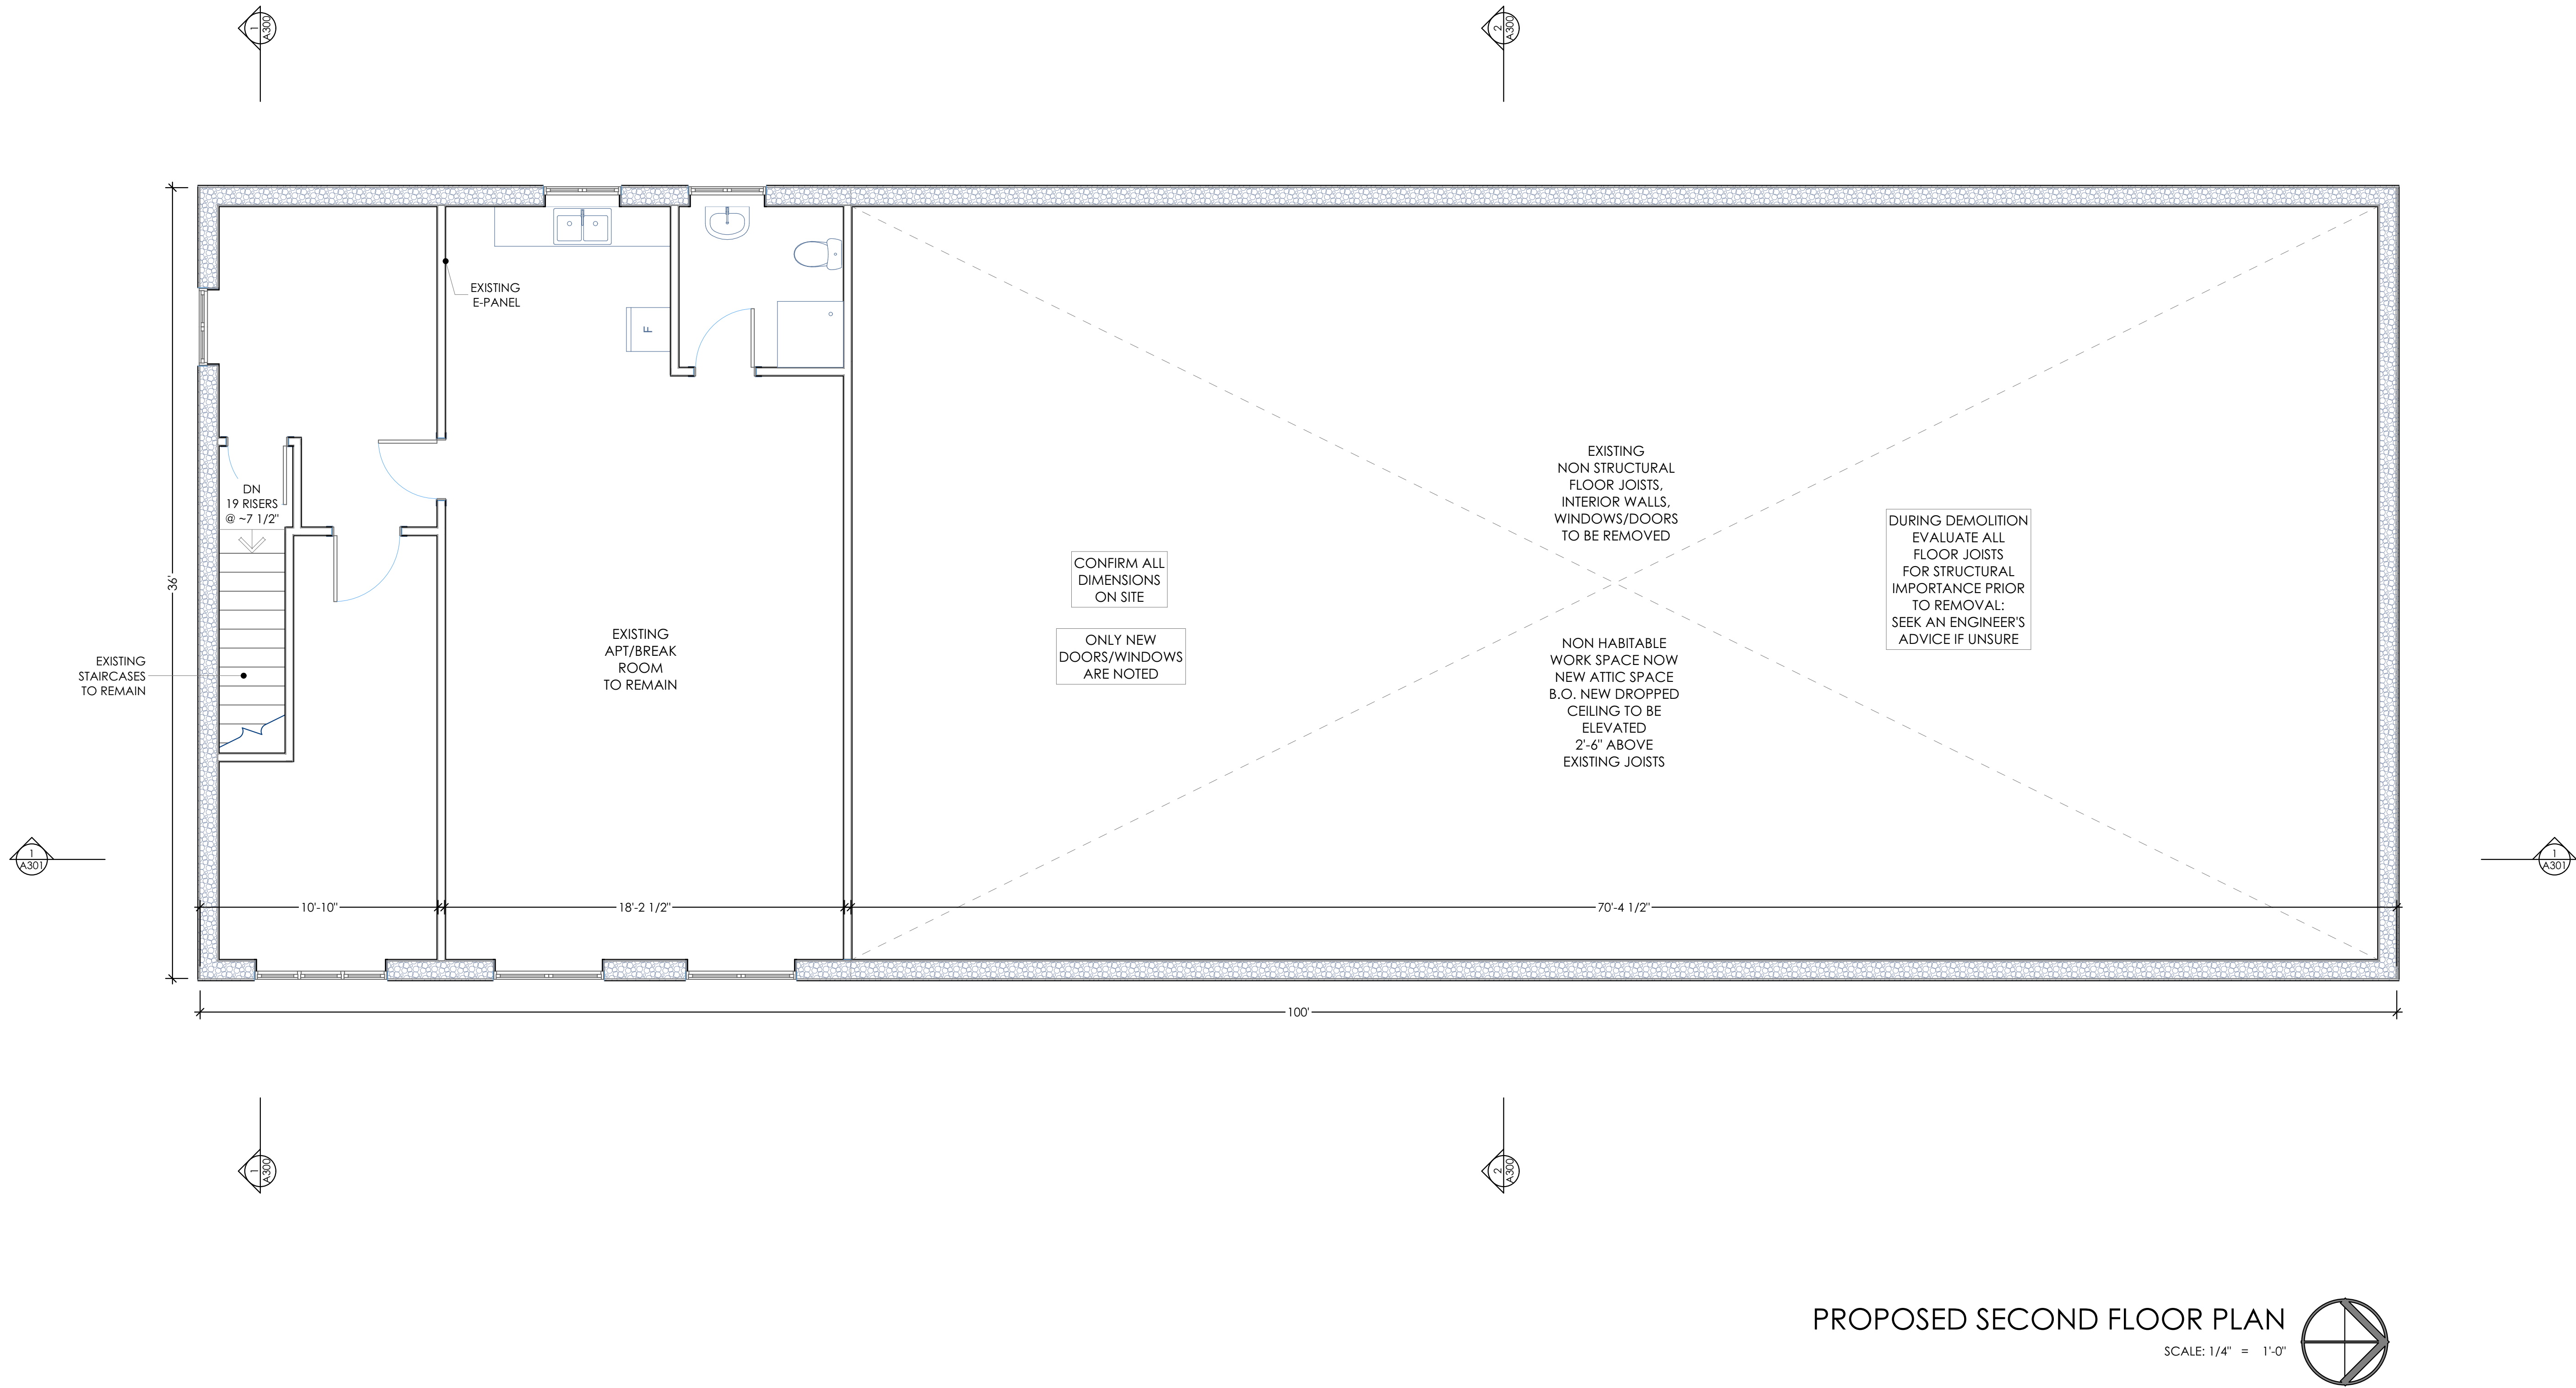 1
A300
2
A300
EXISTING
E-PANEL
F
DN
19 RISERS
@ ~7 1/2"
36'
EXISTING
STAIRCASES
TO REMAIN
EXISTING
APT/BREAK
ROOM
TO REMAIN
CONFIRM ALL
DIMENSIONS
ON SITE
ONLY NEW
DOORS/WINDOWS
ARE NOTED
EXISTING
NON STRUCTURAL
FLOOR JOISTS,
INTERIOR WALLS,
WINDOWS/DOORS
TO BE REMOVED
NON HABITABLE
WORK SPACE NOW
NEW ATTIC SPACE
B.O. NEW DROPPED
CEILING TO BE
ELEVATED
2'-6" ABOVE
EXISTING JOISTS
DURING DEMOLITION
EVALUATE ALL
FLOOR JOISTS
FOR STRUCTURAL
IMPORTANCE PRIOR
TO REMOVAL:
SEEK AN ENGINEER'S
ADVICE IF UNSURE
1
A301
1
A301
10'-10"
18'-2 1/2"
70'-4 1/2"
100'
1
A300
2
A300
PROPOSED SECOND FLOOR PLAN
SCALE: 1/4" = 1'-0"